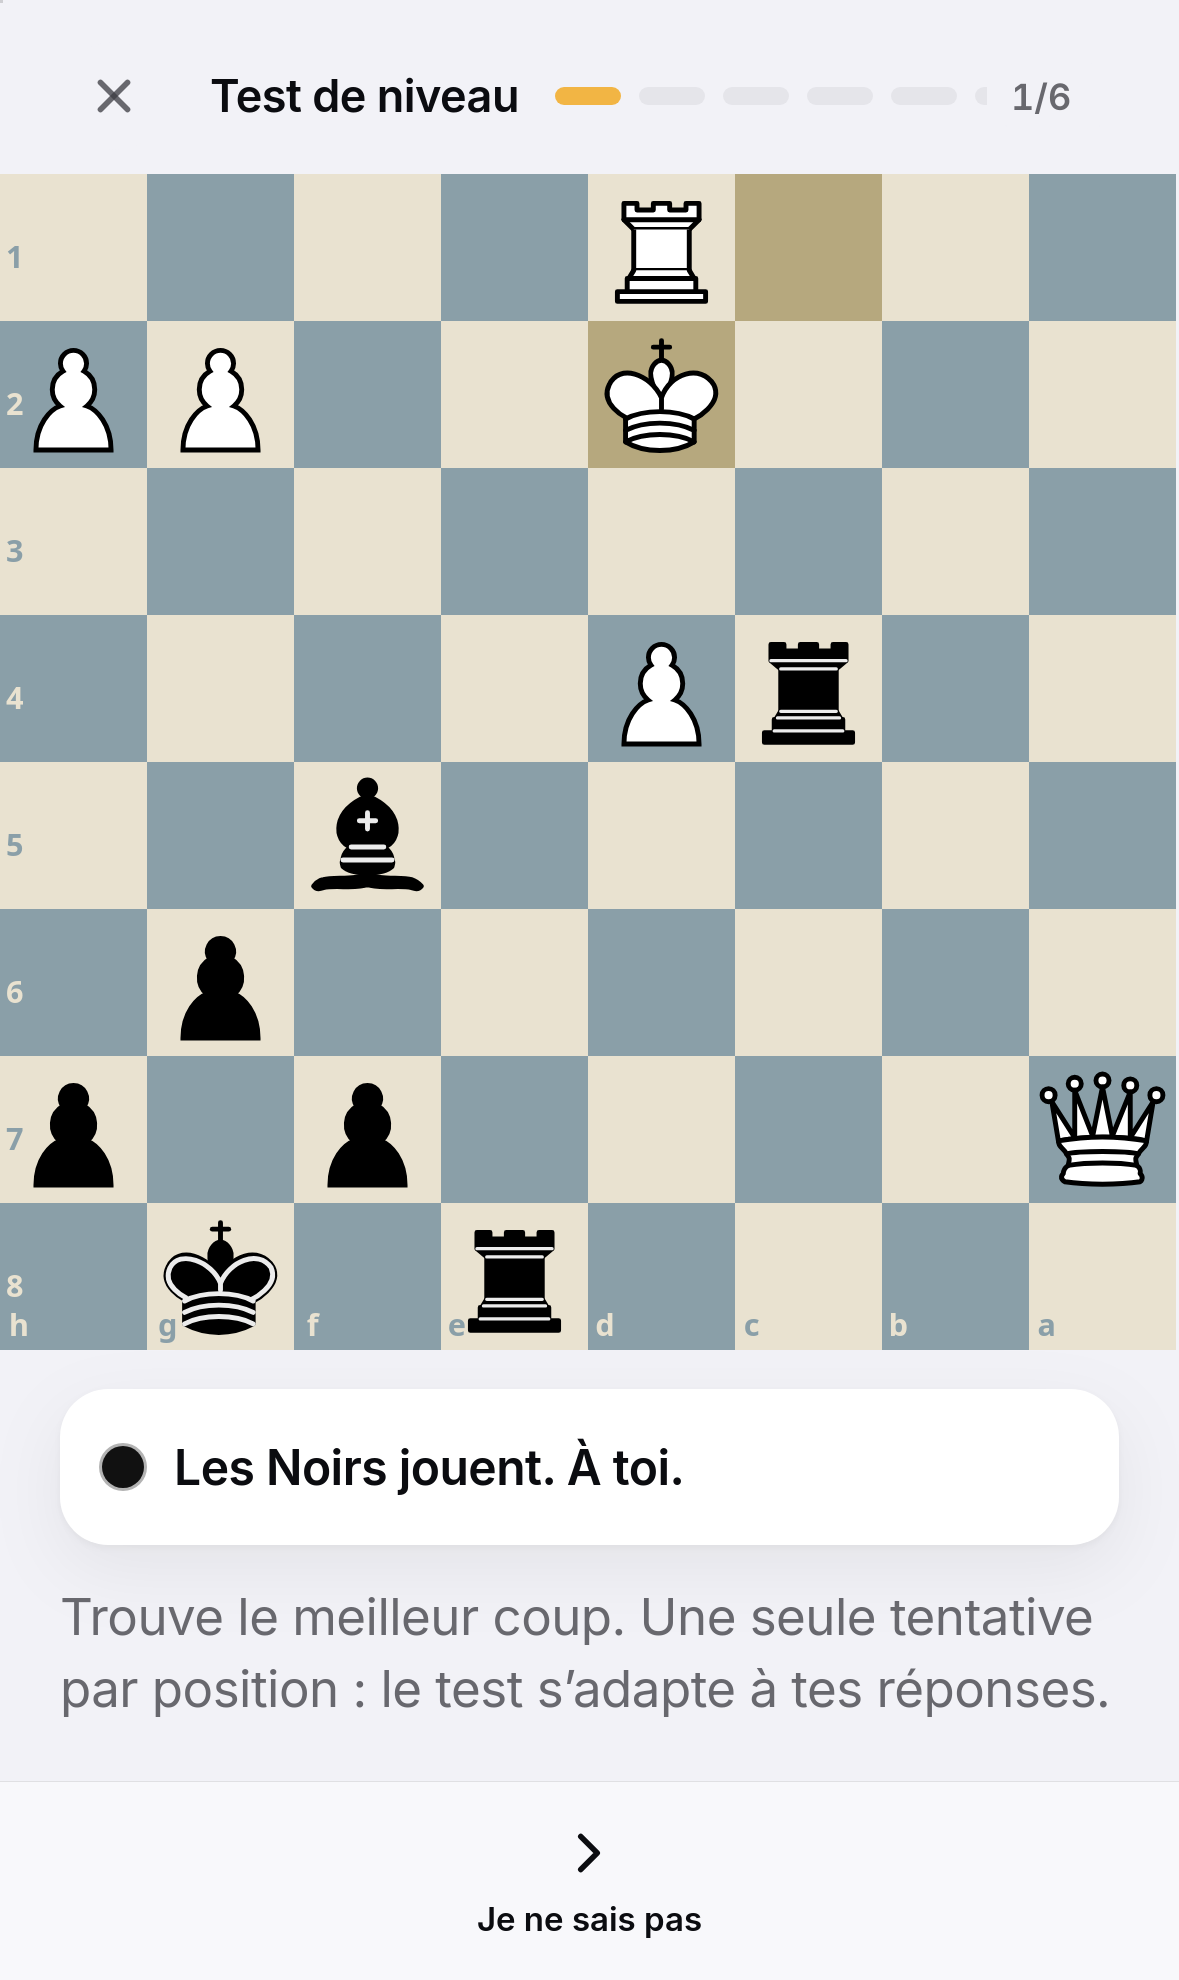 Test de niveau 1/6
1
2
3
4
5
6
7
8
h g f e d c b a
Les Noirs jouent. À toi.
Trouve le meilleur coup. Une seule tentative
par position : le test s’adapte à tes réponses.
Je ne sais pas